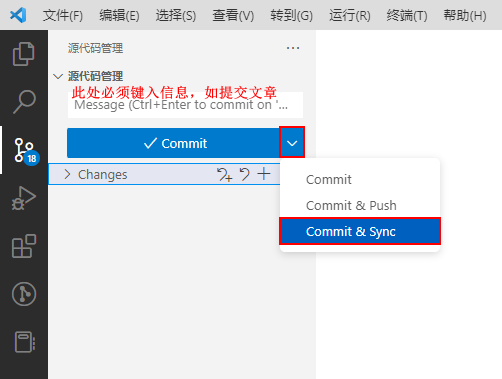 文件(F) 编辑(E) 选择(S) 查看(V) 转到(G) 运行(R) 终端(T) 帮助(H)
源代码管理
源代码管理
此处必须键入信息，如提交文章
Message (Ctrl+Enter to commit on '...
Commit
Changes
Commit
Commit & Push
Commit & Sync
18